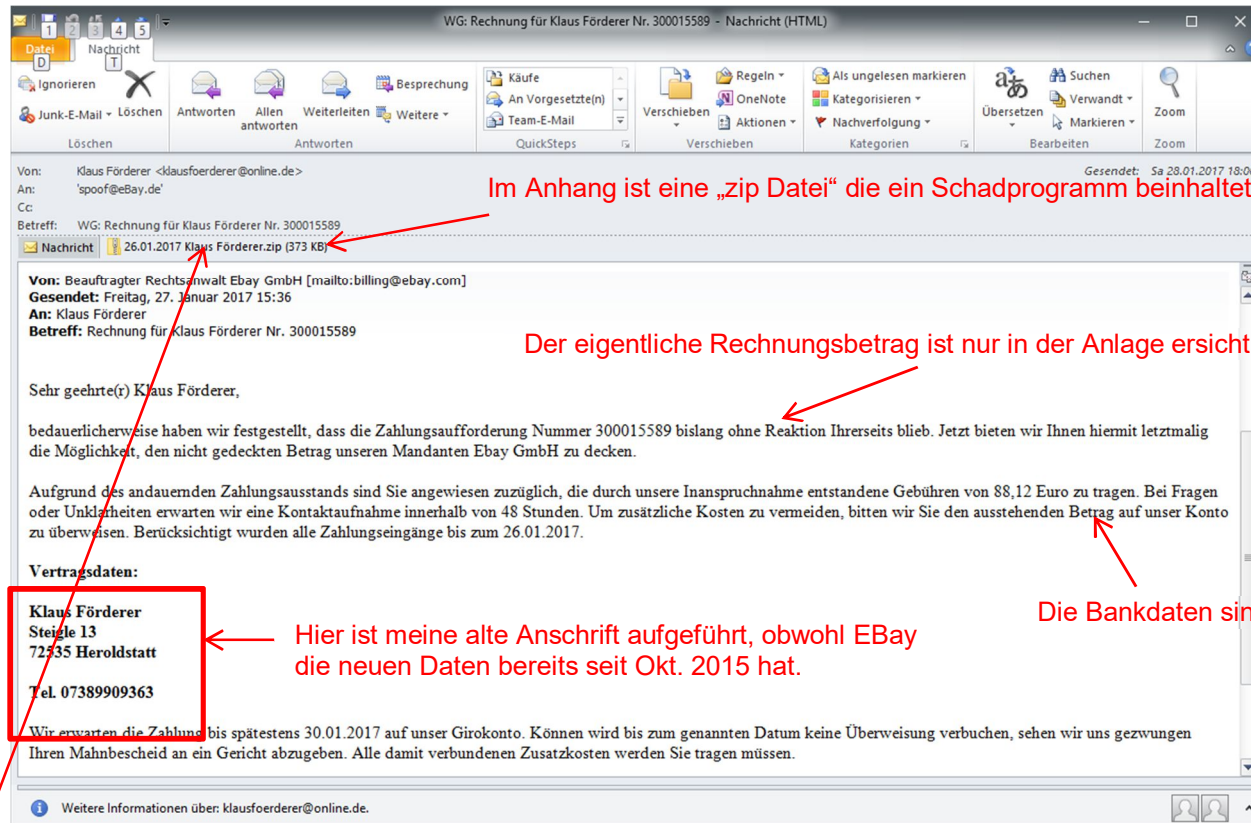 WG: Rechnung für Klaus Förderer Nr. 300015589 - Nachricht (HTML)
1 2 3 4 5
Datei Nachricht
D T
Ignorieren
Junk-E-Mail Löschen
Antworten Allen antworten Weiterleiten
Besprechung
Weitere
Käufe
An Vorgesetzte(n)
Team-E-Mail
Verschieben
Regeln
OneNote
Aktionen
Als ungelesen markieren
Kategorisieren
Nachverfolgung
Übersetzen
Suchen
Verwandt
Markieren
Zoom
Löschen Antworten QuickSteps Verschieben Kategorien Bearbeiten Zoom
Von: Klaus Förderer <klausfoerderer@online.de> Gesendet: Sa 28.01.2017
An: 'spoof@eBay.de'
Im Anhang ist eine „zip Datei“ die ein Schadprogramm beinhaltet
Cc:
Betreff: WG: Rechnung für Klaus Förderer Nr. 300015589
Nachricht 26.01.2017 Klaus Förderer.zip (373 KB)
Von: Beauftragter Rechtsanwalt Ebay GmbH [mailto:billing@ebay.com]
Gesendet: Freitag, 27. Januar 2017 15:36
An: Klaus Förderer
Betreff: Rechnung für Klaus Förderer Nr. 300015589
Der eigentliche Rechnungsbetrag ist nur in der Anlage ersicht
Sehr geehrte(r) Klaus Förderer,
bedauerlicherweise haben wir festgestellt, dass die Zahlungsaufforderung Nummer 300015589 bislang ohne Reaktion Ihrerseits blieb. Jetzt bieten wir Ihnen hiermit letztmalig
die Möglichkeit, den nicht gedeckten Betrag unseren Mandanten Ebay GmbH zu decken.
Aufgrund des andauernden Zahlungsausstands sind Sie angewiesen zuzüglich, die durch unsere Inanspruchnahme entstandene Gebühren von 88,12 Euro zu tragen. Bei Fragen
oder Unklarheiten erwarten wir eine Kontaktaufnahme innerhalb von 48 Stunden. Um zusätzliche Kosten zu vermeiden, bitten wir Sie den ausstehenden Betrag auf unser Konto
zu überweisen. Berücksichtigt wurden alle Zahlungseingänge bis zum 26.01.2017.
Vertragsdaten:
Klaus Förderer
Steigle 13
72535 Heroldstatt
Tel. 07389909363
Die Bankdaten sin
Hier ist meine alte Anschrift aufgeführt, obwohl EBay
die neuen Daten bereits seit Okt. 2015 hat.
Wir erwarten die Zahlung bis spätestens 30.01.2017 auf unser Girokonto. Können wird bis zum genannten Datum keine Überweisung verbuchen, sehen wir uns gezwungen
Ihren Mahnbescheid an ein Gericht abzugeben. Alle damit verbundenen Zusatzkosten werden Sie tragen müssen.
Weitere Informationen über: klausfoerderer@online.de.